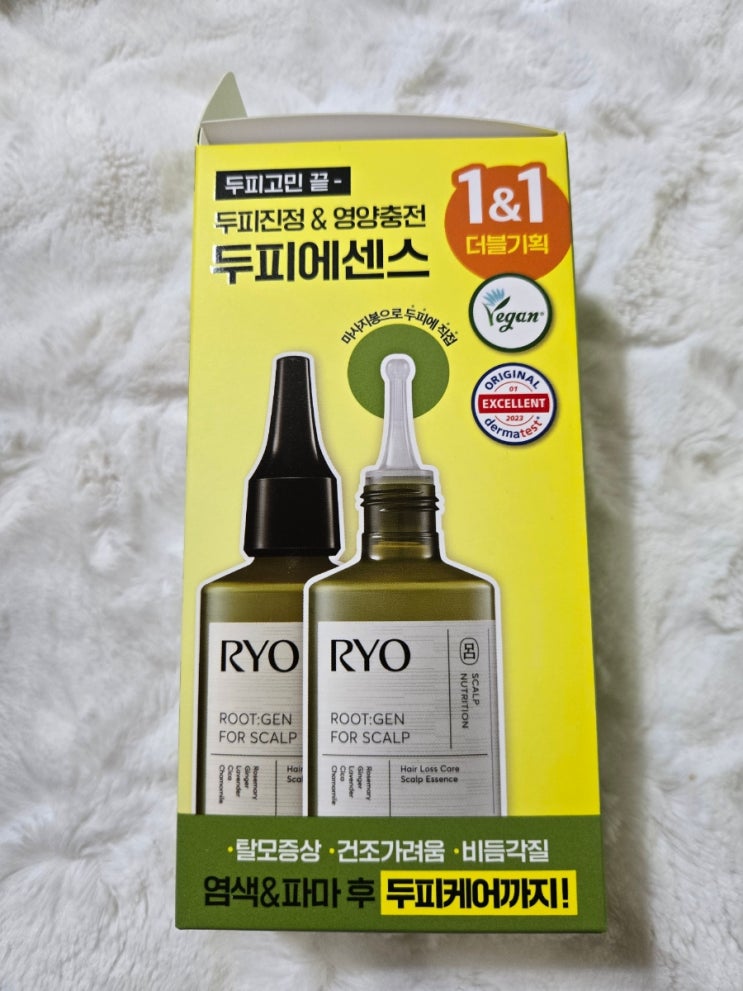 두피고민 끝 -
두피진정 & 영양충전
두피에센스
1&1
더블기획
Vegan
ORIGINAL
01
EXCELLENT
2023
dermatest
마사지봉으로 두피에 직접
RYO
ROOT:GEN
FOR SCALP
Rosemary
Ginger
Lavender
Cica
Chamomile
Hair
Scal
RYO
呂
SCALP
NUTRITION
ROOT:GEN
FOR SCALP
Rosemary
Ginger
Lavender
Cica
Chamomile
Hair Loss Care
Scalp Essence
·탈모증상 ·건조가려움 ·비듬각질
염색&파마 후 두피케어까지!